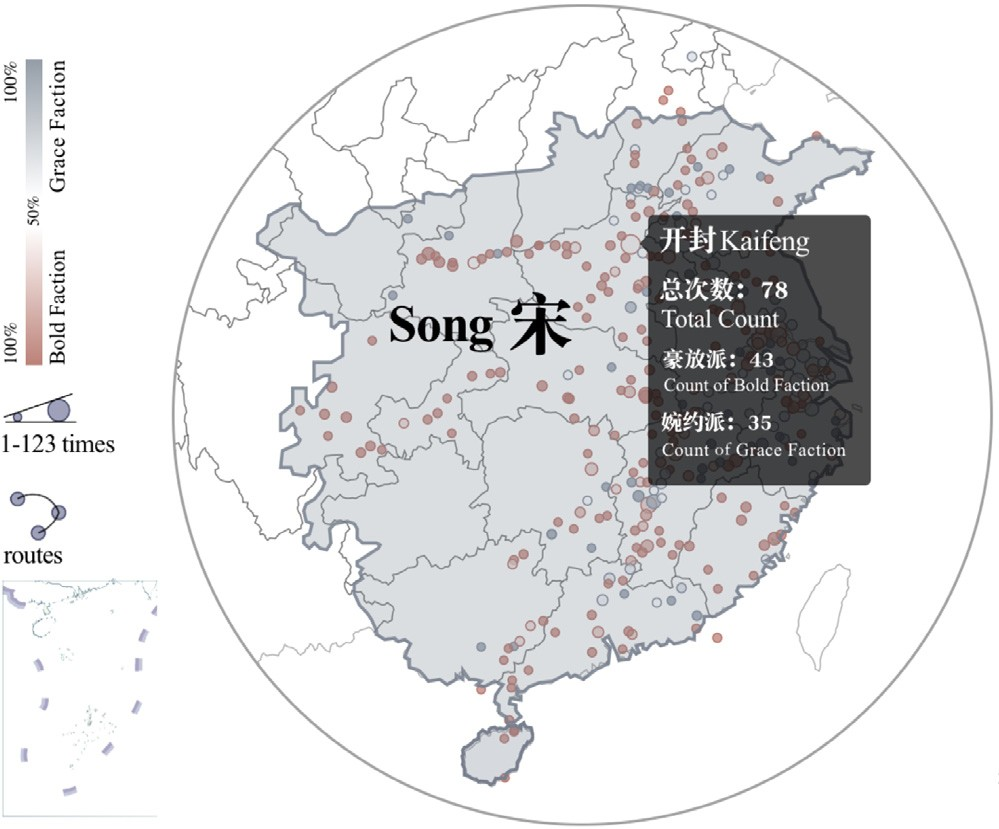 100%
Grace Faction
50%
Bold Faction
100%
1-123 times
routes
Song 宋
开封 Kaifeng
总次数：78
Total Count
豪放派：43
Count of Bold Faction
婉约派：35
Count of Grace Faction